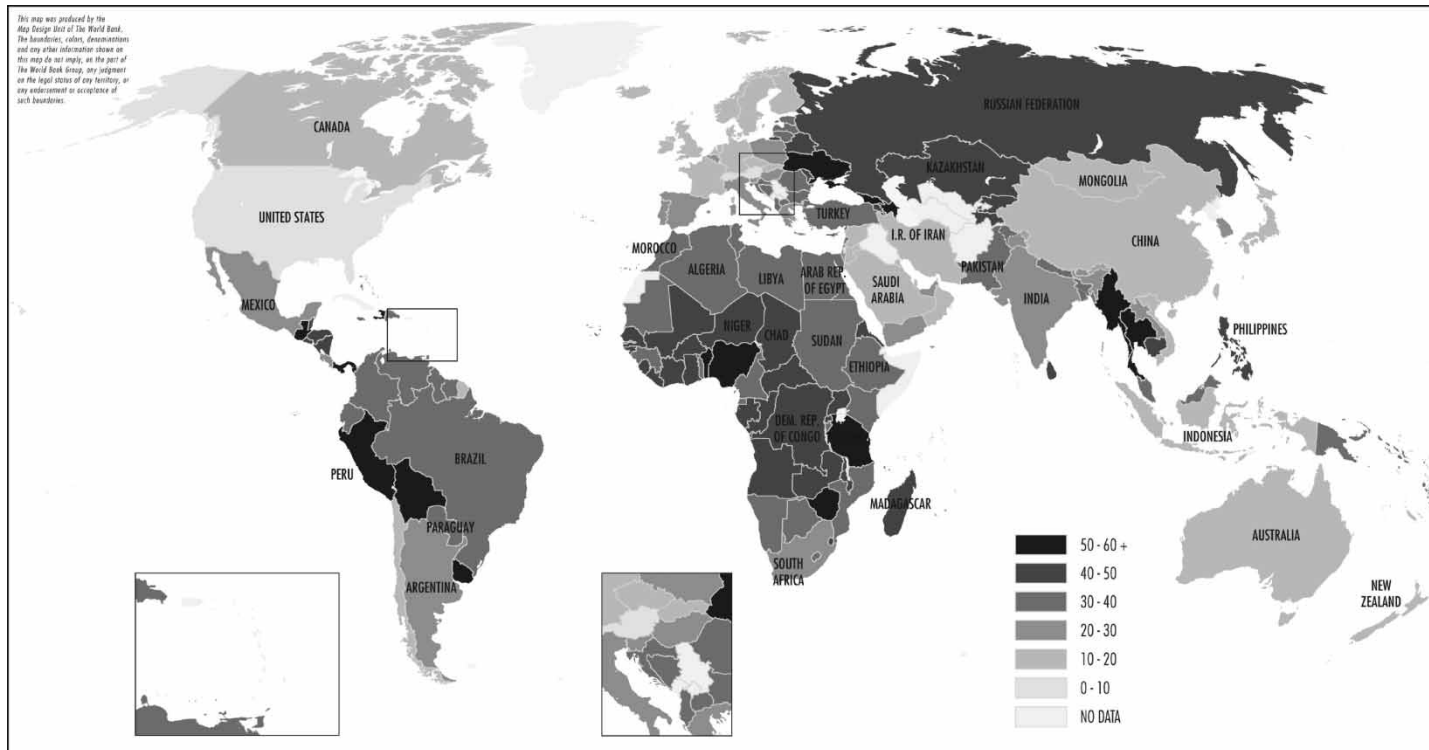 This map was produced by the
Map Design Unit of The World Bank.
The boundaries, colors, denominations
and any other information shown on
this map do not imply, on the part of
The World Bank Group, any judgment
on the legal status of any territory, or
any endorsement or acceptance of
such boundaries.
RUSSIAN FEDERATION
CANADA
KAZAKHSTAN
MONGOLIA
UNITED STATES
TURKEY
I.R. OF IRAN
CHINA
MOROCCO
ALGERIA
LIBYA
ARAB REP.
OF EGYPT
PAKISTAN
SAUDI
ARABIA
INDIA
MEXICO
NIGER
CHAD
SUDAN
PHILIPPINES
ETHIOPIA
DEM. REP.
OF CONGO
INDONESIA
BRAZIL
PERU
MADAGASCAR
PARAGUAY
AUSTRALIA
SOUTH
AFRICA
ARGENTINA
NEW
ZEALAND
50 - 60 +
40 - 50
30 - 40
20 - 30
10 - 20
0 - 10
NO DATA